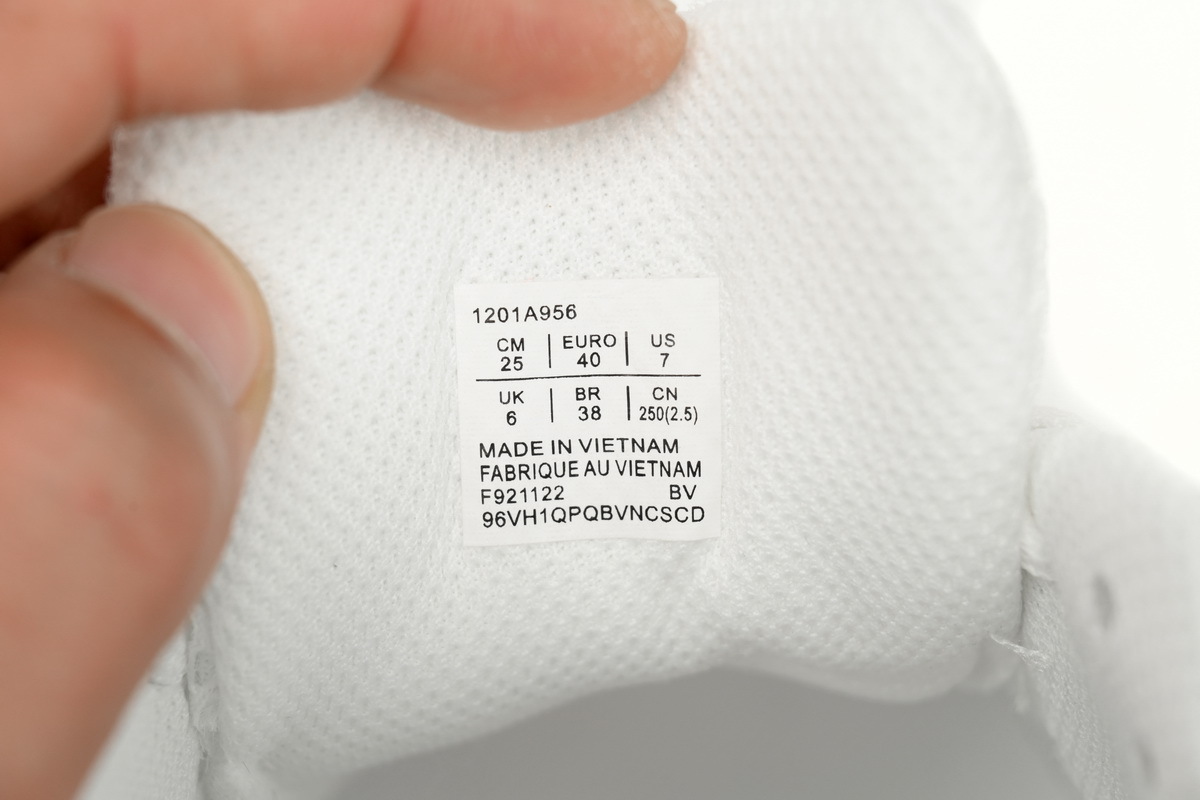 1201A956
CM | EURO | US
25 | 40 | 7
UK | BR | CN
6 | 38 | 250(2.5)
MADE IN VIETNAM
FABRIQUE AU VIETNAM
F921122 BV
96VH1QPQBVNCSCD